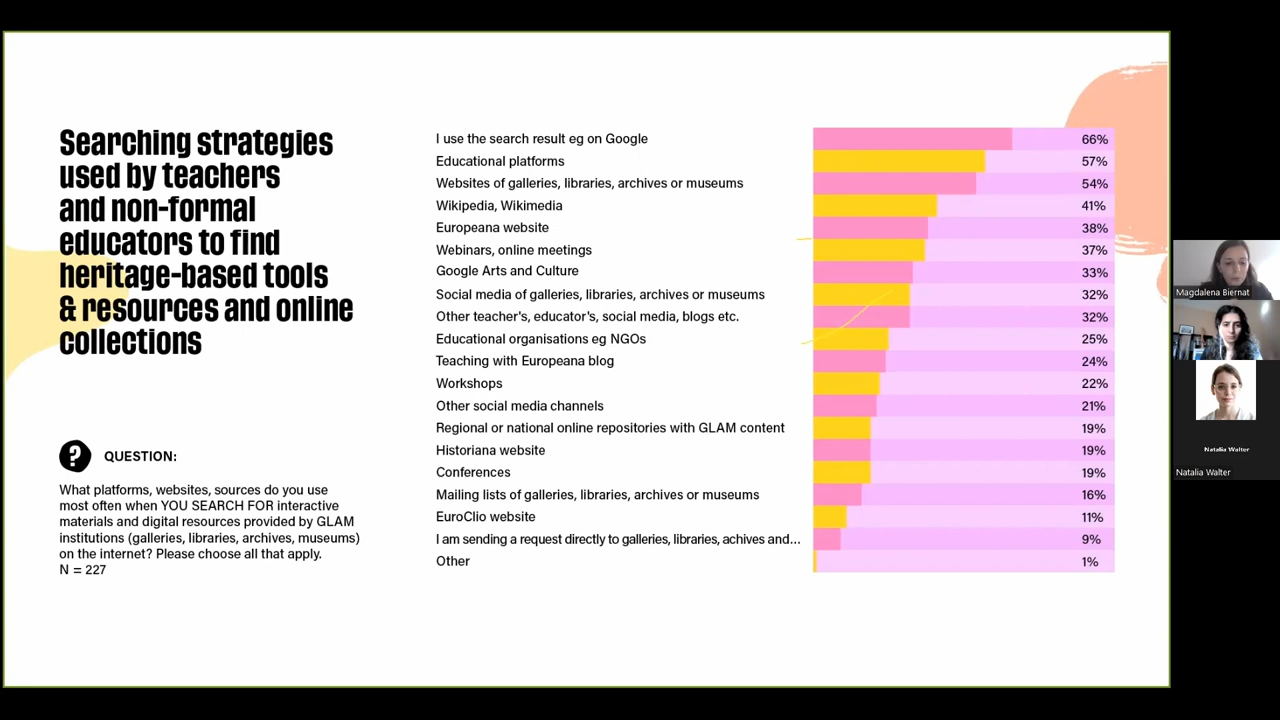 Searching strategies
used by teachers
and non-formal
educators to find
heritage-based tools
& resources and online
collections
? QUESTION:
What platforms, websites, sources do you use
most often when YOU SEARCH FOR interactive
materials and digital resources provided by GLAM
institutions (galleries, libraries, archives, museums)
on the internet? Please choose all that apply.
N = 227
I use the search result eg on Google 66%
Educational platforms 57%
Websites of galleries, libraries, archives or museums 54%
Wikipedia, Wikimedia 41%
Europeana website 38%
Webinars, online meetings 37%
Google Arts and Culture 33%
Social media of galleries, libraries, archives or museums 32%
Other teacher's, educator's, social media, blogs etc. 32%
Educational organisations eg NGOs 25%
Teaching with Europeana blog 24%
Workshops 22%
Other social media channels 21%
Regional or national online repositories with GLAM content 19%
Historiana website 19%
Conferences 19%
Mailing lists of galleries, libraries, archives or museums 16%
EuroClio website 11%
I am sending a request directly to galleries, libraries, achives and... 9%
Other 1%
Magdalena Biernat
Natalia Walter
Natalia Walter